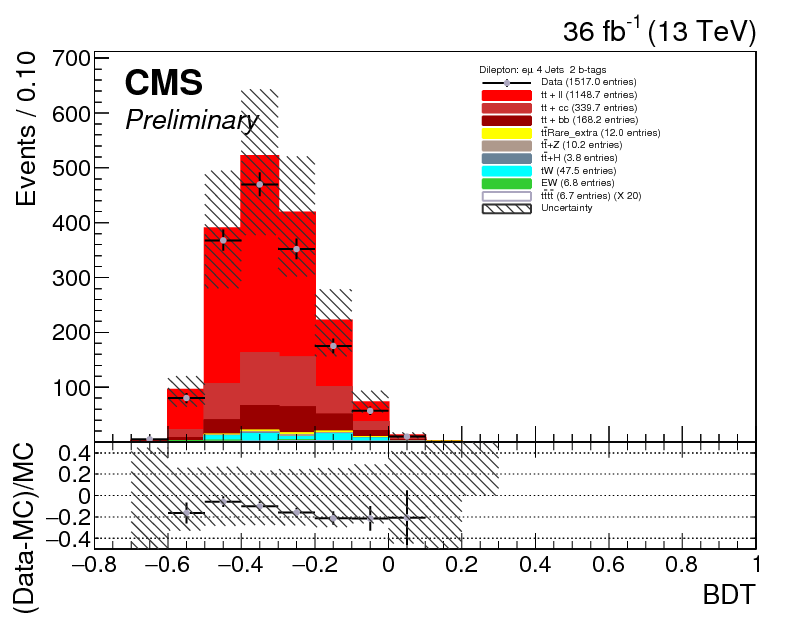 36 fb⁻¹ (13 TeV)
CMS
Preliminary
Events / 0.10
700
600
500
400
300
200
100
Dilepton: eμ 4 Jets 2 b-tags
Data (1517.0 entries)
tt + ll (1148.7 entries)
tt + cc (339.7 entries)
tt + bb (168.2 entries)
tt̄Rare_extra (12.0 entries)
tt̄+Z (10.2 entries)
tt̄+H (3.8 entries)
tW (47.5 entries)
EW (6.8 entries)
tt̄tt̄ (6.7 entries) (X 20)
Uncertainty
(Data-MC)/MC
0.4
0.2
0
−0.2
−0.4
−0.8 −0.6 −0.4 −0.2 0 0.2 0.4 0.6 0.8 1
BDT